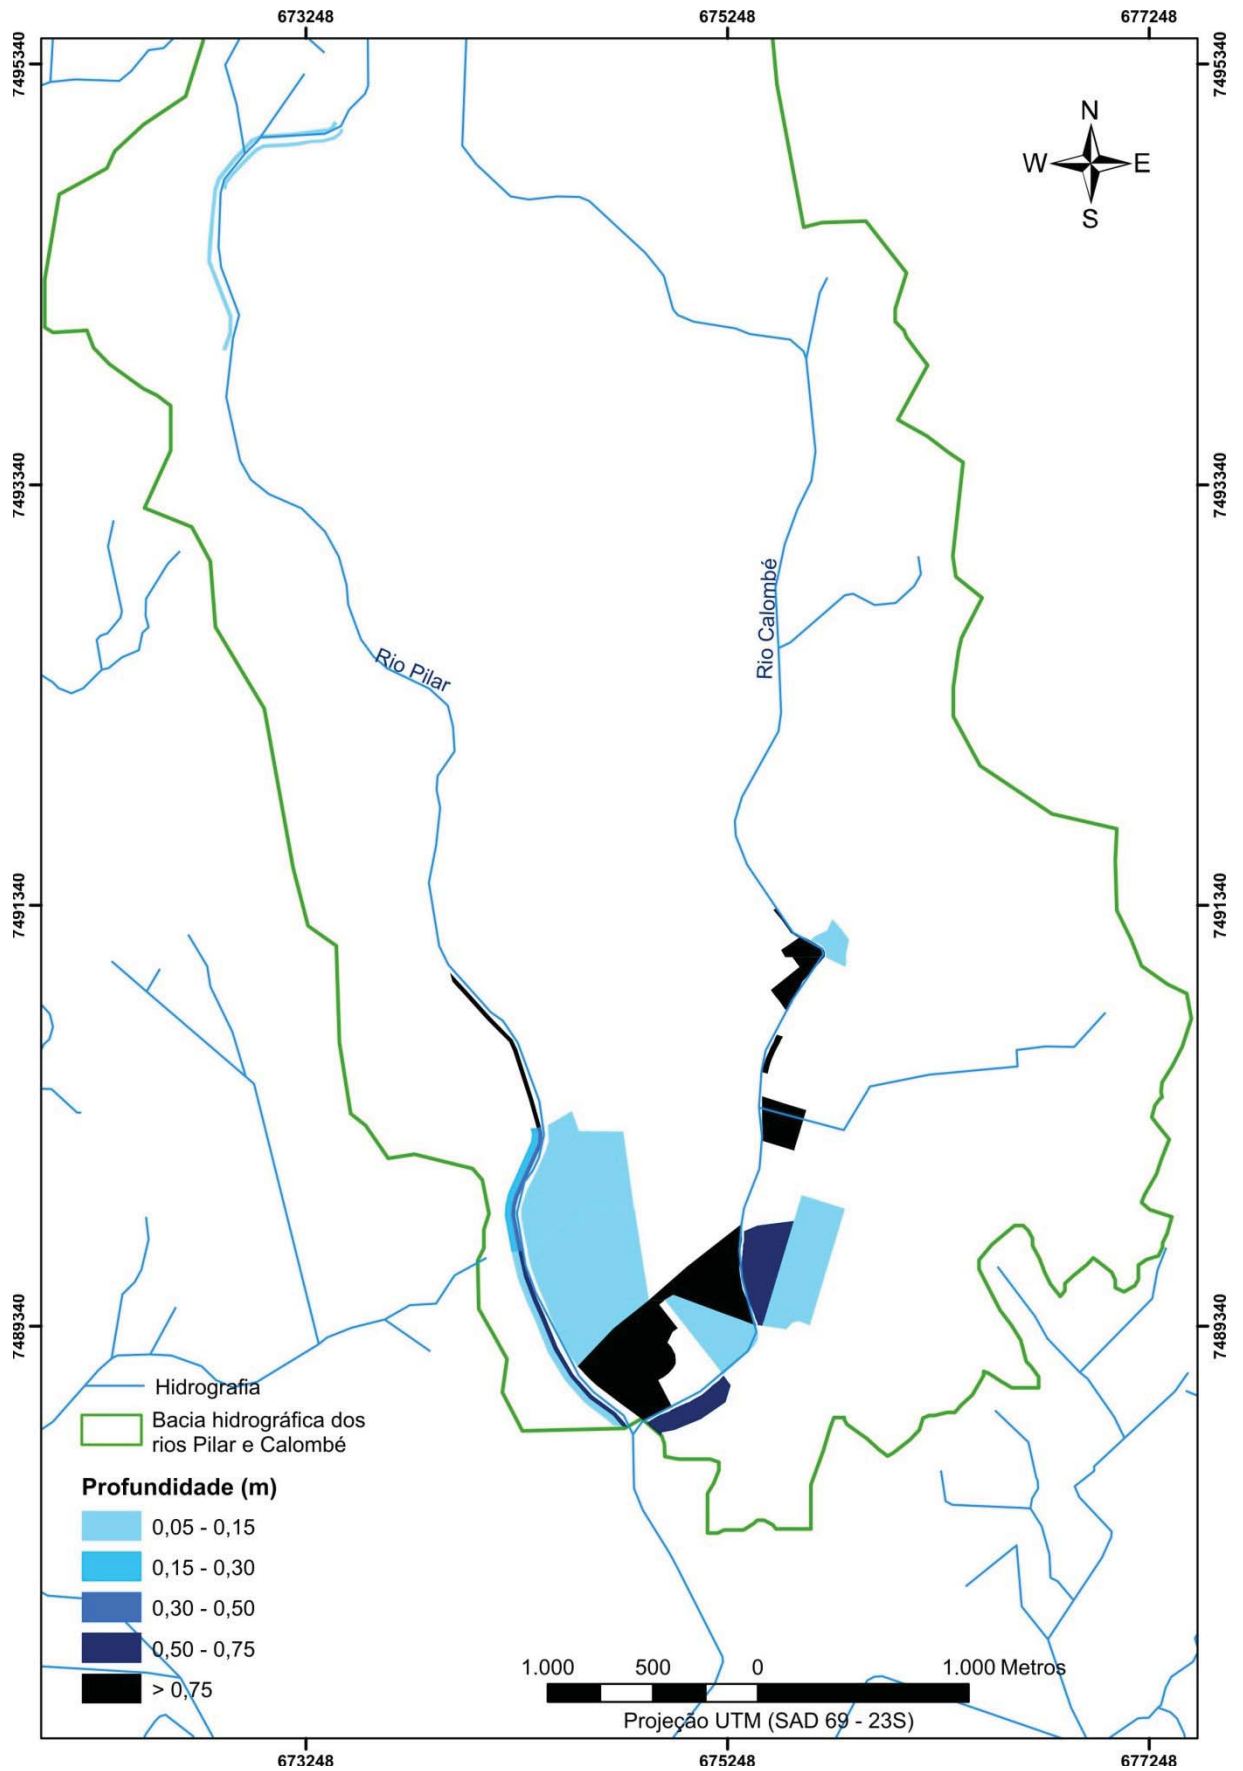 673248
675248
677248
7495340
7495340
N
W
E
S
7493340
7493340
Rio Calombé
Rio Pilar
7491340
7491340
7489340
7489340
Hidrografia
Bacia hidrográfica dos
rios Pilar e Calombé
Profundidade (m)
0,05 - 0,15
0,15 - 0,30
0,30 - 0,50
0,50 - 0,75
> 0,75
1.000 500 0 1.000 Metros
Projeção UTM (SAD 69 - 23S)
673248
675248
677248